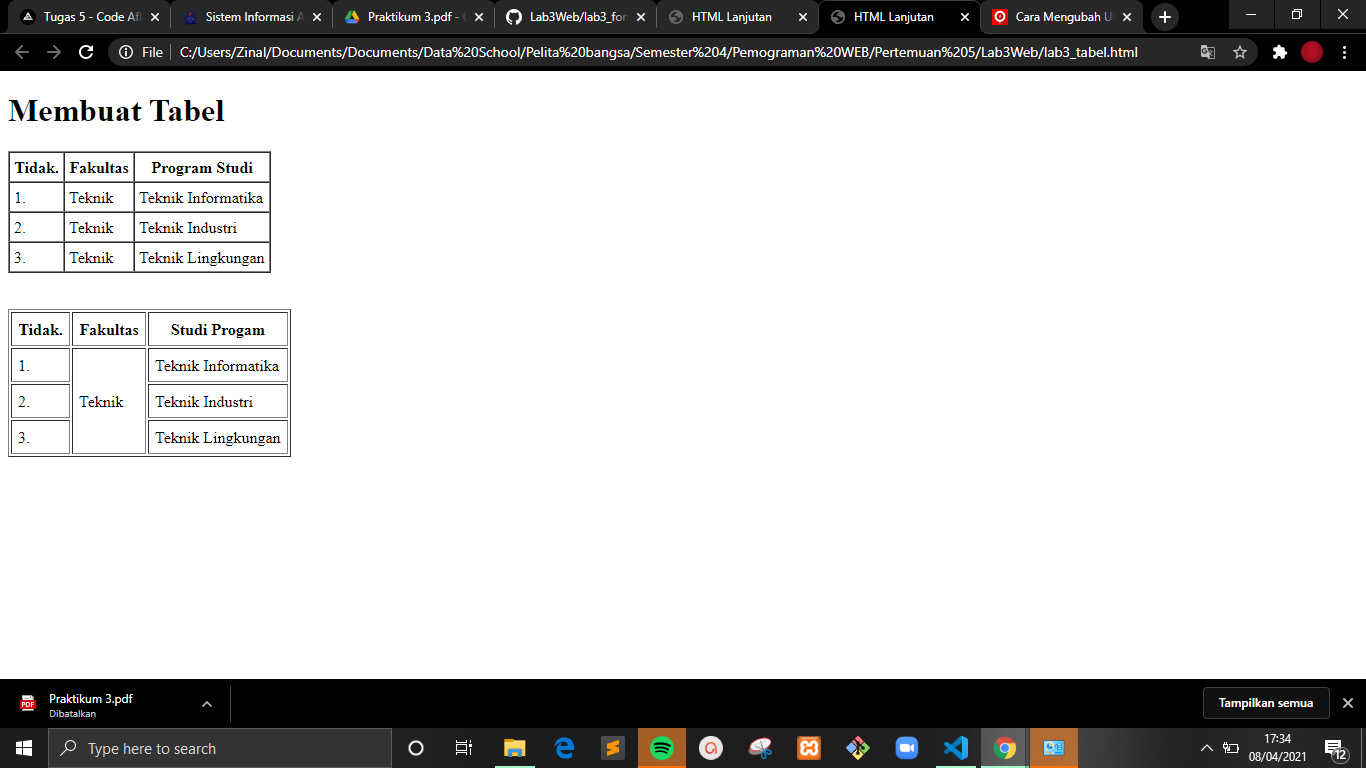 Tugas 5 - Code Afl
Sistem Informasi A
Praktikum 3.pdf - G
Lab3Web/lab3_for
HTML Lanjutan
HTML Lanjutan
Cara Mengubah U
File
C:/Users/Zinal/Documents/Documents/Data%20School/Pelita%20bangsa/Semester%204/Pemograman%20WEB/Pertemuan%205/Lab3Web/lab3_tabel.html
Membuat Tabel
Tidak. Fakultas Program Studi
1. Teknik Teknik Informatika
2. Teknik Teknik Industri
3. Teknik Teknik Lingkungan
Tidak. Fakultas Studi Progam
1. Teknik Informatika
2. Teknik Teknik Industri
3. Teknik Lingkungan
PDF
Praktikum 3.pdf
Dibatalkan
Tampilkan semua
Type here to search
17:34
08/04/2021
12